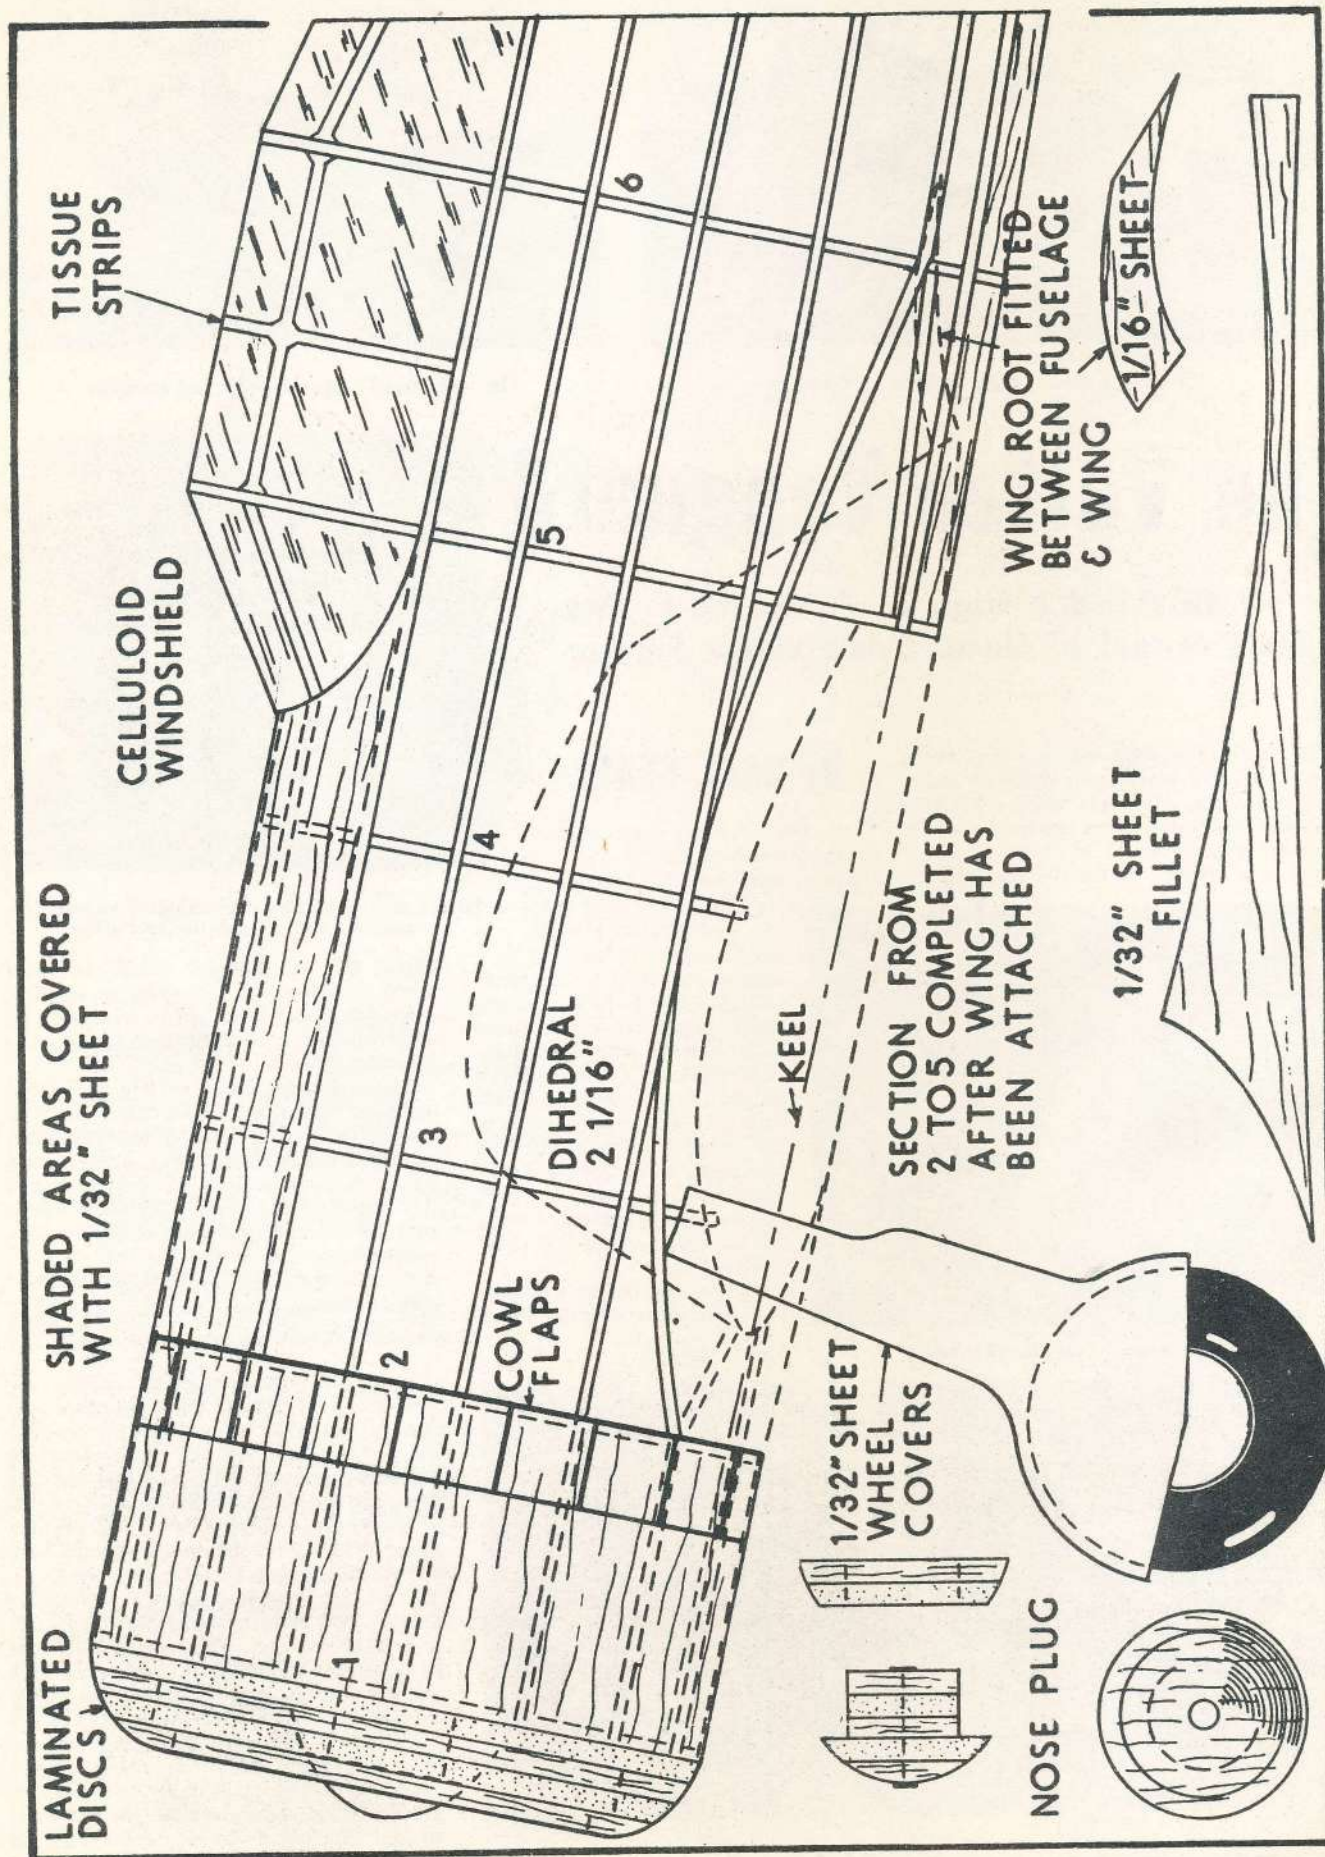 LAMINATED
DISCS
SHADED AREAS COVERED
WITH 1/32" SHEET
CELLULOID
WINDSHIELD
TISSUE
STRIPS
1
2
3
4
5
6
COWL
FLAPS
DIHEDRAL
2 1/16"
KEEL
SECTION FROM
2 TO 5 COMPLETED
AFTER WING HAS
BEEN ATTACHED
WING ROOT FITTED
BETWEEN FUSELAGE
& WING
1/16" SHEET
1/32" SHEET
WHEEL
COVERS
1/32" SHEET
FILLET
NOSE PLUG